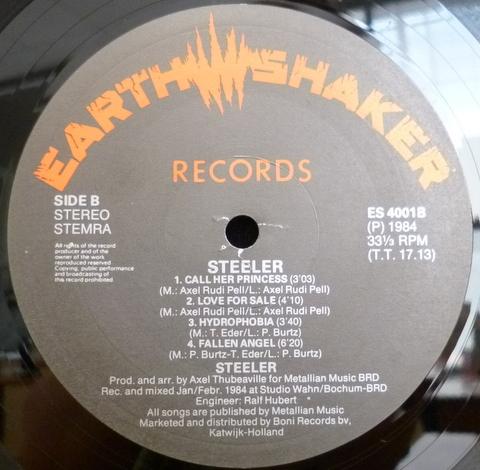 EARTHSHAKER
RECORDS
SIDE B
STEREO
STEMRA
ES 4001B
(P) 1984
33⅓ RPM
(T.T. 17.13)
All rights of the record
producer and of the
owner of the work
reproduced reserved
Copying, public performance
and broadcasting of
this record prohibited
STEELER
1. CALL HER PRINCESS (3'03)
(M.: Axel Rudi Pell/L.: Axel Rudi Pell)
2. LOVE FOR SALE (4'10)
(M.: Axel Rudi Pell/L.: Axel Rudi Pell)
3. HYDROPHOBIA (3'40)
(M.: T. Eder/L.: P. Burtz)
4. FALLEN ANGEL (6'20)
(M.: P. Burtz-T. Eder/L.: P. Burtz)
STEELER
Prod. and arr. by Axel Thubeaville for Metallian Music BRD
Rec. and mixed Jan/Febr. 1984 at Studio Wahn/Bochum-BRD
Engineer: Ralf Hubert
All songs are published by Metallian Music
Marketed and distributed by Boni Records bv,
Katwijk-Holland